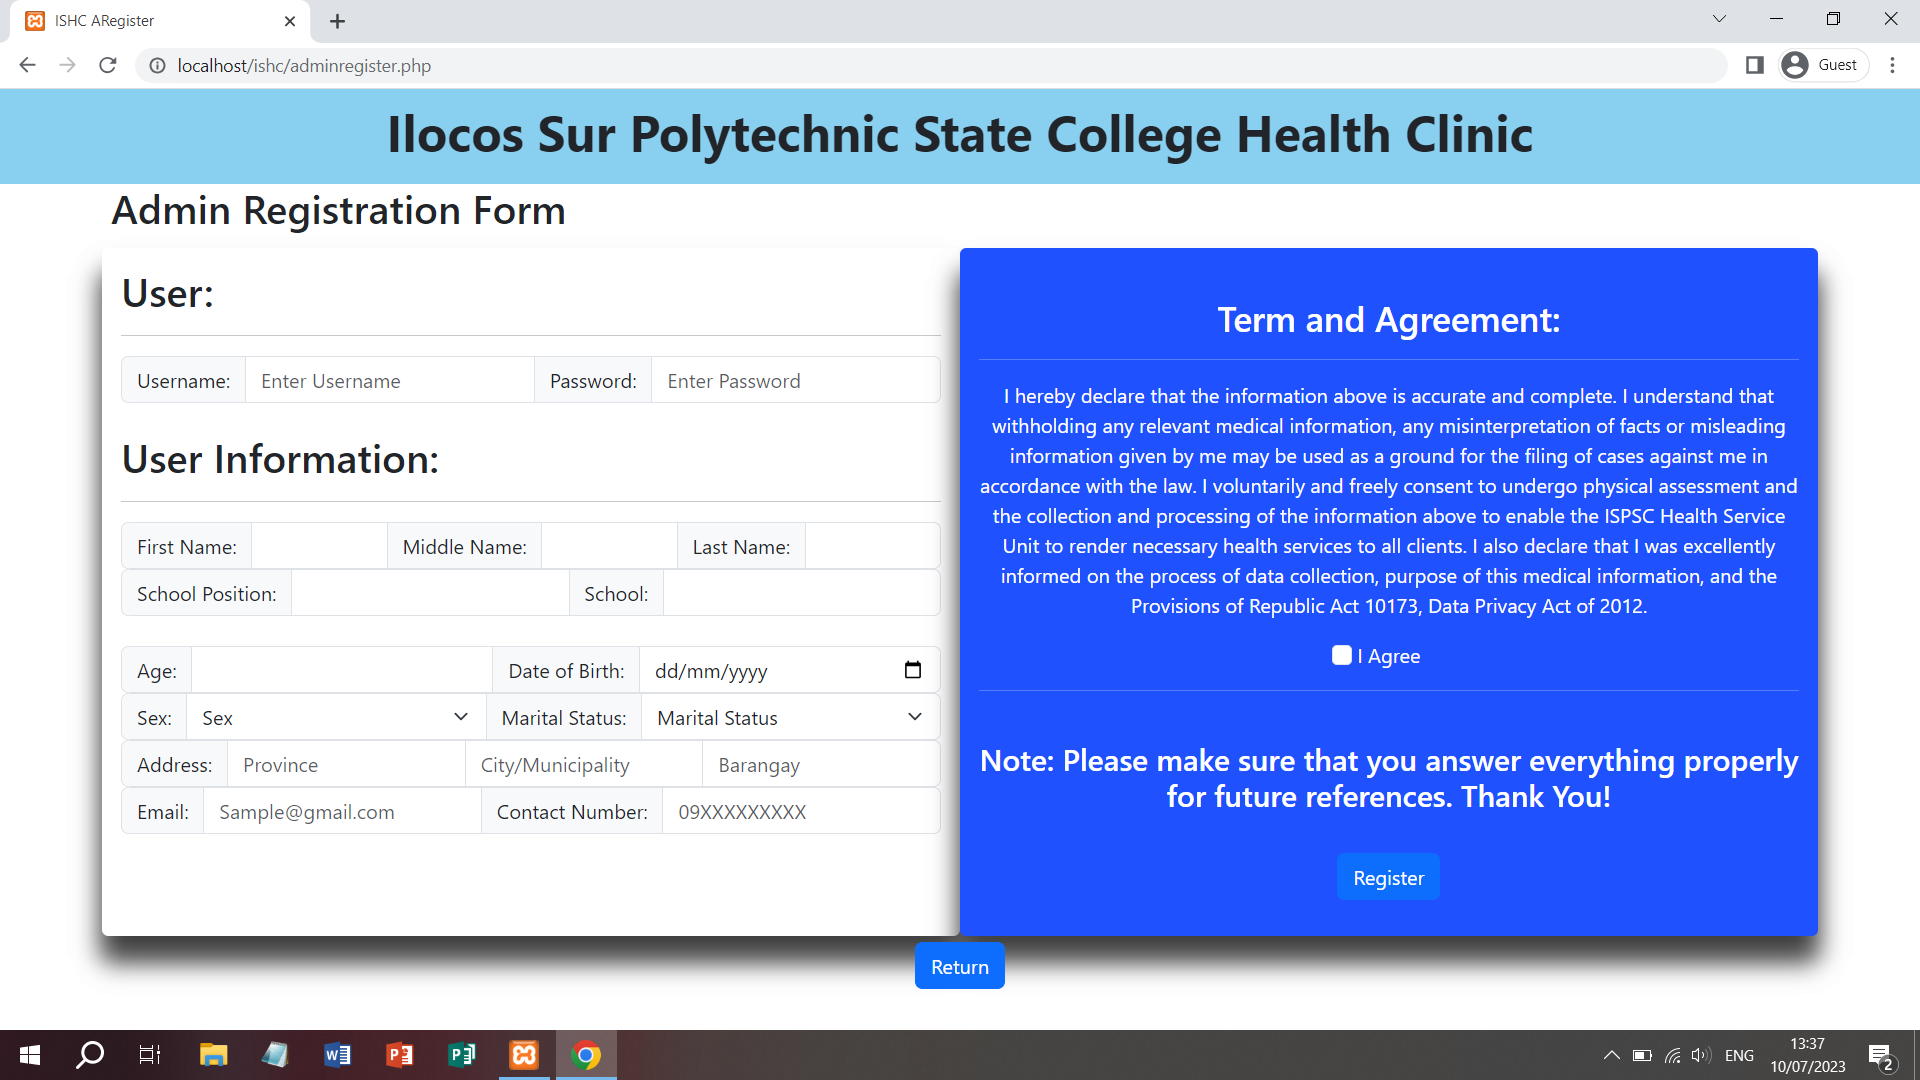 ISHC ARegister
localhost/ishc/adminregister.php
Guest
Ilocos Sur Polytechnic State College Health Clinic
Admin Registration Form
User:
Username: Enter Username Password: Enter Password
User Information:
First Name: Middle Name: Last Name:
School Position: School:
Age: Date of Birth: dd/mm/yyyy
Sex: Sex Marital Status: Marital Status
Address: Province City/Municipality Barangay
Email: Sample@gmail.com Contact Number: 09XXXXXXXXX
Term and Agreement:
I hereby declare that the information above is accurate and complete. I understand that
withholding any relevant medical information, any misinterpretation of facts or misleading
information given by me may be used as a ground for the filing of cases against me in
accordance with the law. I voluntarily and freely consent to undergo physical assessment and
the collection and processing of the information above to enable the ISPSC Health Service
Unit to render necessary health services to all clients. I also declare that I was excellently
informed on the process of data collection, purpose of this medical information, and the
Provisions of Republic Act 10173, Data Privacy Act of 2012.
I Agree
Note: Please make sure that you answer everything properly
for future references. Thank You!
Register
Return
ENG
13:37
10/07/2023
2